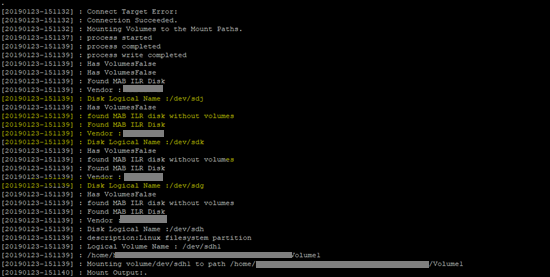 .
[20190123-151132] : Connect Target Error:
[20190123-151132] : Connection Succeeded.
[20190123-151132] : Mounting Volumes to the Mount Paths.
[20190123-151137] : process started
[20190123-151139] : process completed
[20190123-151139] : process write completed
[20190123-151139] : Has VolumesFalse
[20190123-151139] : Has VolumesFalse
[20190123-151139] : Found MAB ILR Disk
[20190123-151139] : Vendor :
[20190123-151139] : Disk Logical Name :/dev/sdj
[20190123-151139] : Has VolumesFalse
[20190123-151139] : found MAB ILR disk without volumes
[20190123-151139] : Found MAB ILR Disk
[20190123-151139] : Vendor :
[20190123-151139] : Disk Logical Name :/dev/sdk
[20190123-151139] : Has VolumesFalse
[20190123-151139] : found MAB ILR disk without volumes
[20190123-151139] : Found MAB ILR Disk
[20190123-151139] : Vendor :
[20190123-151139] : Disk Logical Name :/dev/sdg
[20190123-151139] : Has VolumesFalse
[20190123-151139] : found MAB ILR disk without volumes
[20190123-151139] : Found MAB ILR Disk
[20190123-151139] : Vendor :
[20190123-151139] : Disk Logical Name :/dev/sdh
[20190123-151139] : description:Linux filesystem partition
[20190123-151139] : Logical Volume Name : /dev/sdh1
[20190123-151139] : /home/ /Volume1
[20190123-151139] : Mounting volume/dev/sdh1 to path /home/ /Volume1
[20190123-151140] : Mount Output:.